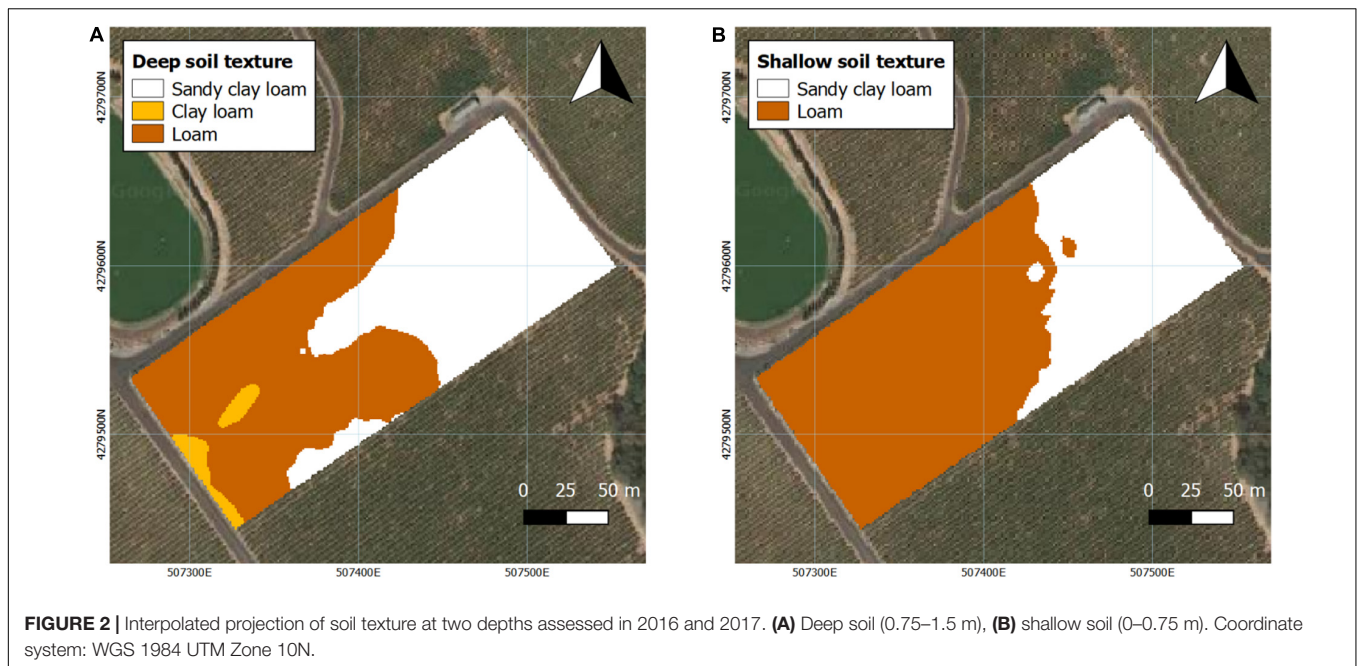 A
Deep soil texture
Sandy clay loam
Clay loam
Loam
4279700N
4279600N
4279500N
0 25 50 m
507300E 507400E 507500E
B
Shallow soil texture
Sandy clay loam
Loam
4279700N
4279600N
4279500N
0 25 50 m
507300E 507400E 507500E
Google
FIGURE 2 | Interpolated projection of soil texture at two depths assessed in 2016 and 2017. (A) Deep soil (0.75–1.5 m), (B) shallow soil (0–0.75 m). Coordinate
system: WGS 1984 UTM Zone 10N.